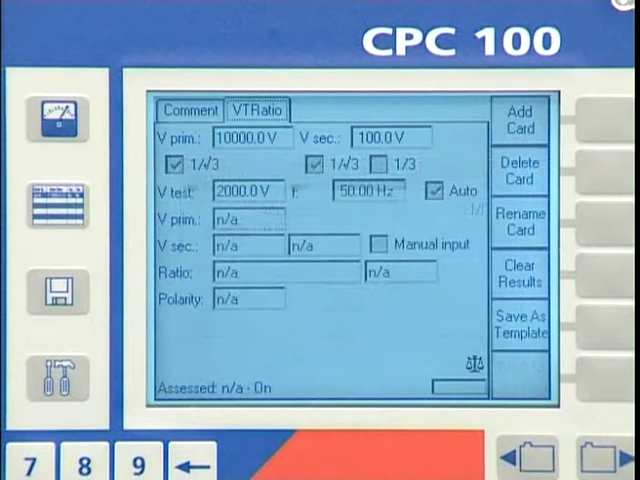 CPC 100
Comment VTRatio
V prim.: 10000.0 V V sec.: 100.0 V
1/√3 1/√3 1/3
V test: 2000.0 V f: 50.00 Hz Auto
V prim.: n/a
V sec.: n/a n/a Manual input
Ratio: n/a n/a
Polarity: n/a
Assessed: n/a - On
Add
Card
Delete
Card
Rename
Card
Clear
Results
Save As
Template
7 8 9